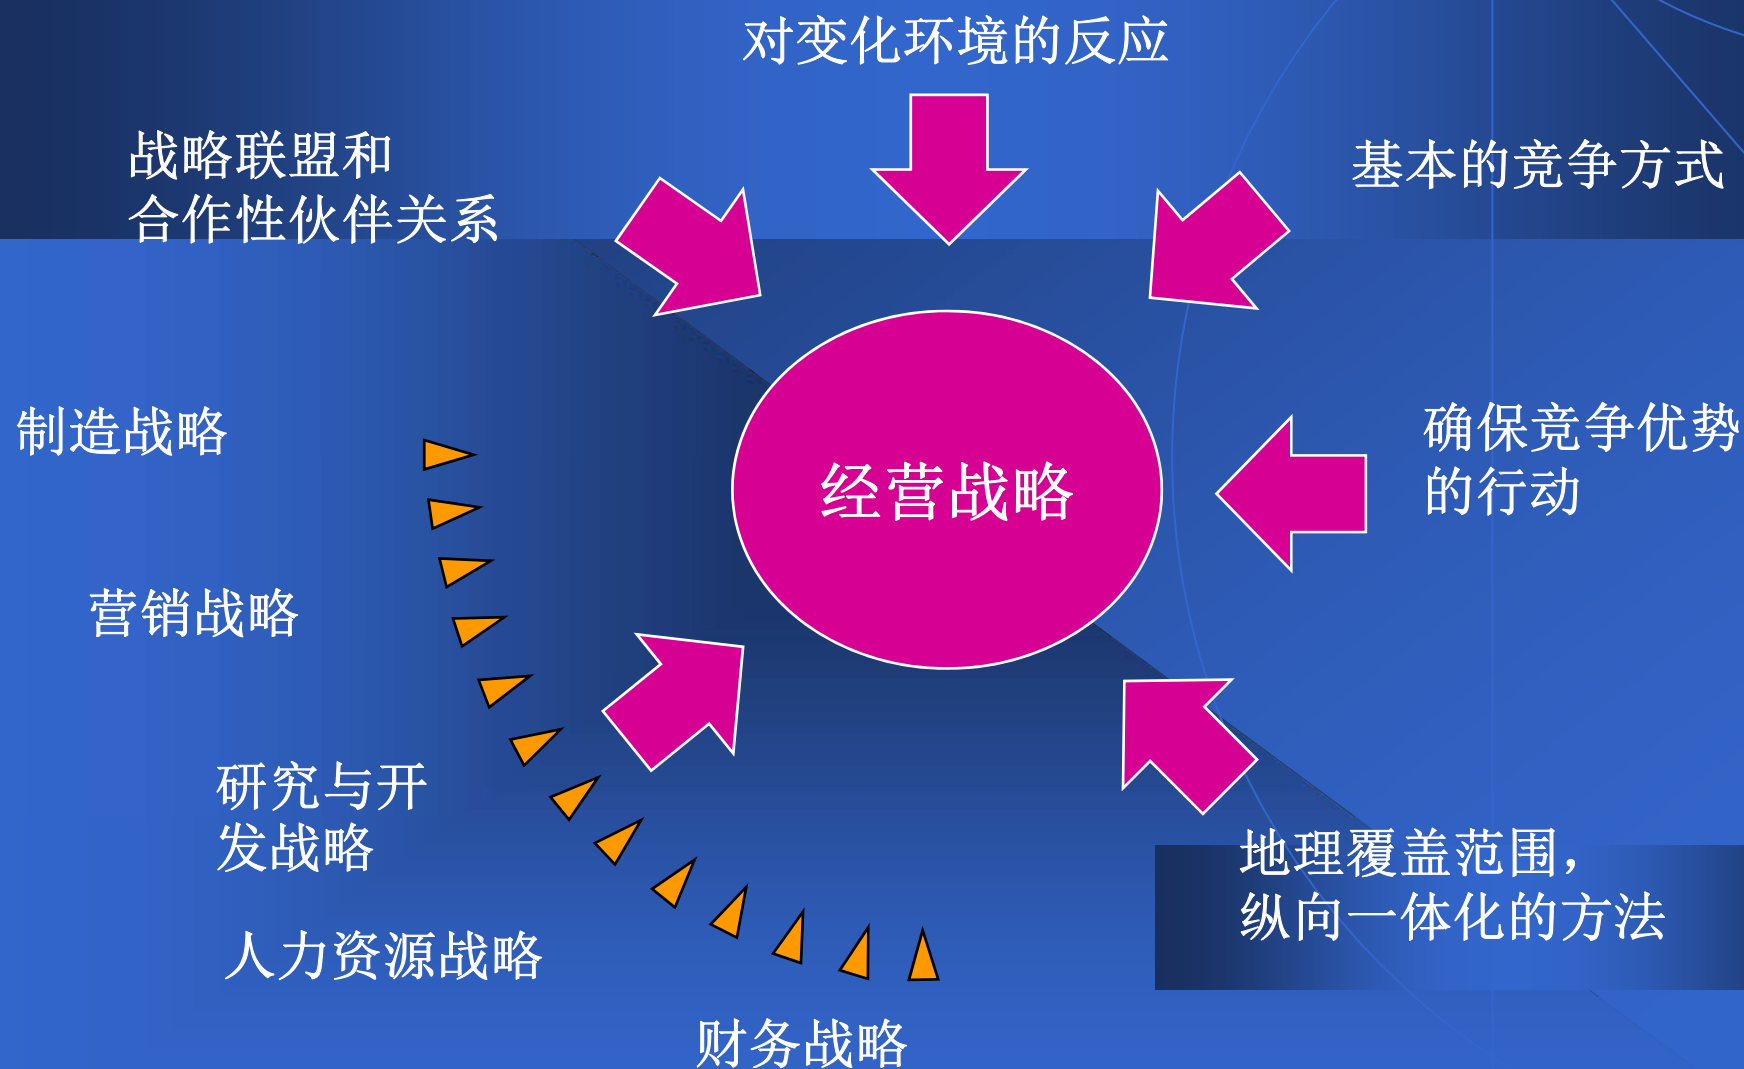 对变化环境的反应
战略联盟和
合作性伙伴关系
基本的竞争方式
制造战略
确保竞争优势
的行动
经营战略
营销战略
研究与开
发战略
地理覆盖范围，
纵向一体化的方法
人力资源战略
财务战略